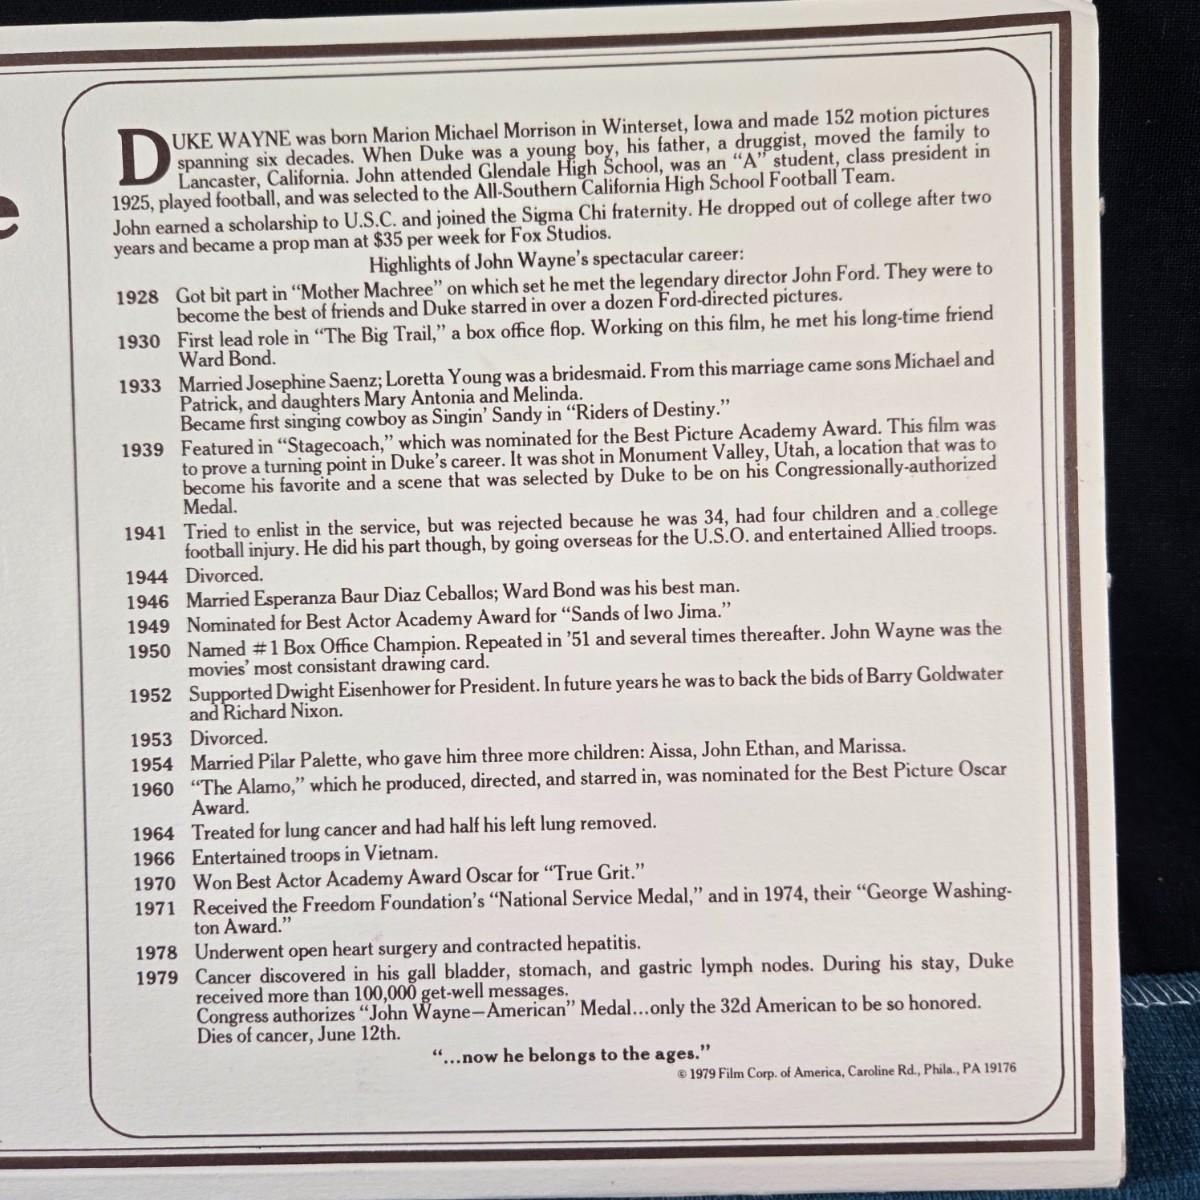 e
DUKE WAYNE was born Marion Michael Morrison in Winterset, Iowa and made 152 motion pictures
spanning six decades. When Duke was a young boy, his father, a druggist, moved the family to
Lancaster, California. John attended Glendale High School, was an “A” student, class president in
1925, played football, and was selected to the All-Southern California High School Football Team.
John earned a scholarship to U.S.C. and joined the Sigma Chi fraternity. He dropped out of college after two
years and became a prop man at $35 per week for Fox Studios.
Highlights of John Wayne’s spectacular career:
1928 Got bit part in “Mother Machree” on which set he met the legendary director John Ford. They were to
become the best of friends and Duke starred in over a dozen Ford-directed pictures.
1930 First lead role in “The Big Trail,” a box office flop. Working on this film, he met his long-time friend
Ward Bond.
1933 Married Josephine Saenz; Loretta Young was a bridesmaid. From this marriage came sons Michael and
Patrick, and daughters Mary Antonia and Melinda.
Became first singing cowboy as Singin’ Sandy in “Riders of Destiny.”
1939 Featured in “Stagecoach,” which was nominated for the Best Picture Academy Award. This film was
to prove a turning point in Duke’s career. It was shot in Monument Valley, Utah, a location that was to
become his favorite and a scene that was selected by Duke to be on his Congressionally-authorized
Medal.
1941 Tried to enlist in the service, but was rejected because he was 34, had four children and a college
football injury. He did his part though, by going overseas for the U.S.O. and entertained Allied troops.
1944 Divorced.
1946 Married Esperanza Baur Diaz Ceballos; Ward Bond was his best man.
1949 Nominated for Best Actor Academy Award for “Sands of Iwo Jima.”
1950 Named #1 Box Office Champion. Repeated in ’51 and several times thereafter. John Wayne was the
movies’ most consistant drawing card.
1952 Supported Dwight Eisenhower for President. In future years he was to back the bids of Barry Goldwater
and Richard Nixon.
1953 Divorced.
1954 Married Pilar Palette, who gave him three more children: Aissa, John Ethan, and Marissa.
1960 “The Alamo,” which he produced, directed, and starred in, was nominated for the Best Picture Oscar
Award.
1964 Treated for lung cancer and had half his left lung removed.
1966 Entertained troops in Vietnam.
1970 Won Best Actor Academy Award Oscar for “True Grit.”
1971 Received the Freedom Foundation’s “National Service Medal,” and in 1974, their “George Washing-
ton Award.”
1978 Underwent open heart surgery and contracted hepatitis.
1979 Cancer discovered in his gall bladder, stomach, and gastric lymph nodes. During his stay, Duke
received more than 100,000 get-well messages.
Congress authorizes “John Wayne—American” Medal...only the 32d American to be so honored.
Dies of cancer, June 12th.
“...now he belongs to the ages.”
© 1979 Film Corp. of America, Caroline Rd., Phila., PA 19176